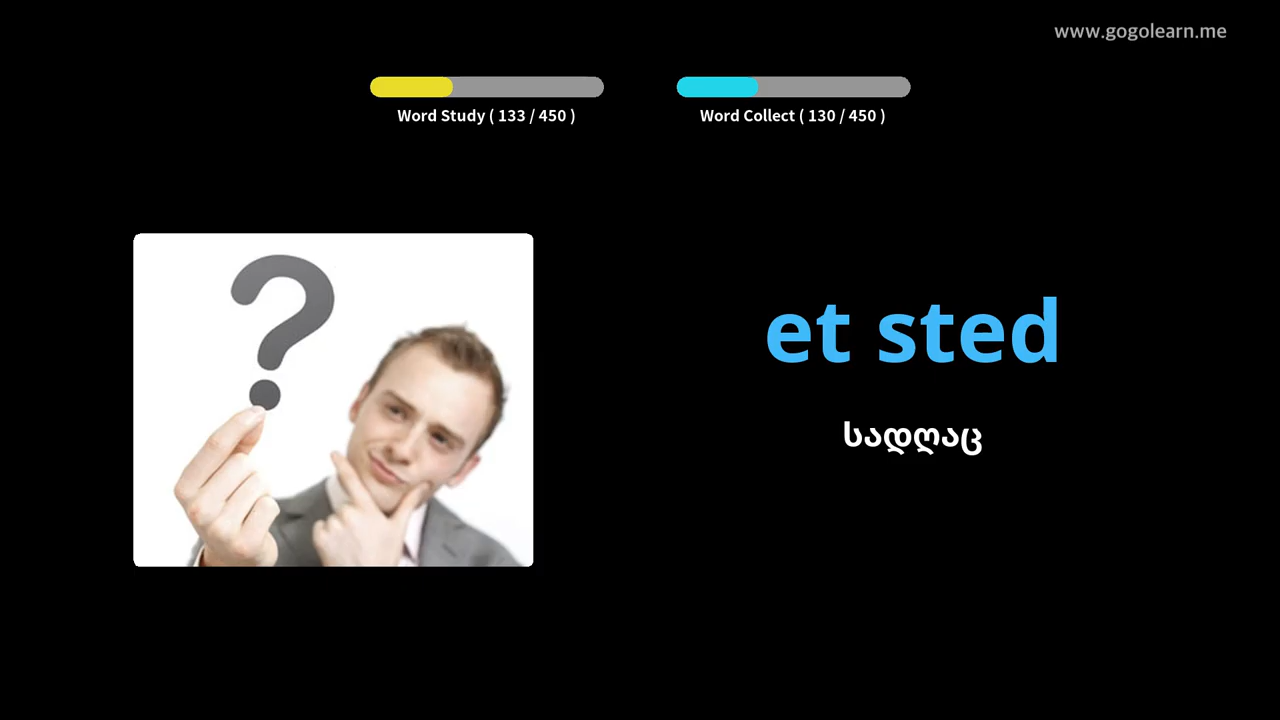 www.gogolearn.me
Word Study ( 133 / 450 )
Word Collect ( 130 / 450 )
et sted
სადღაც